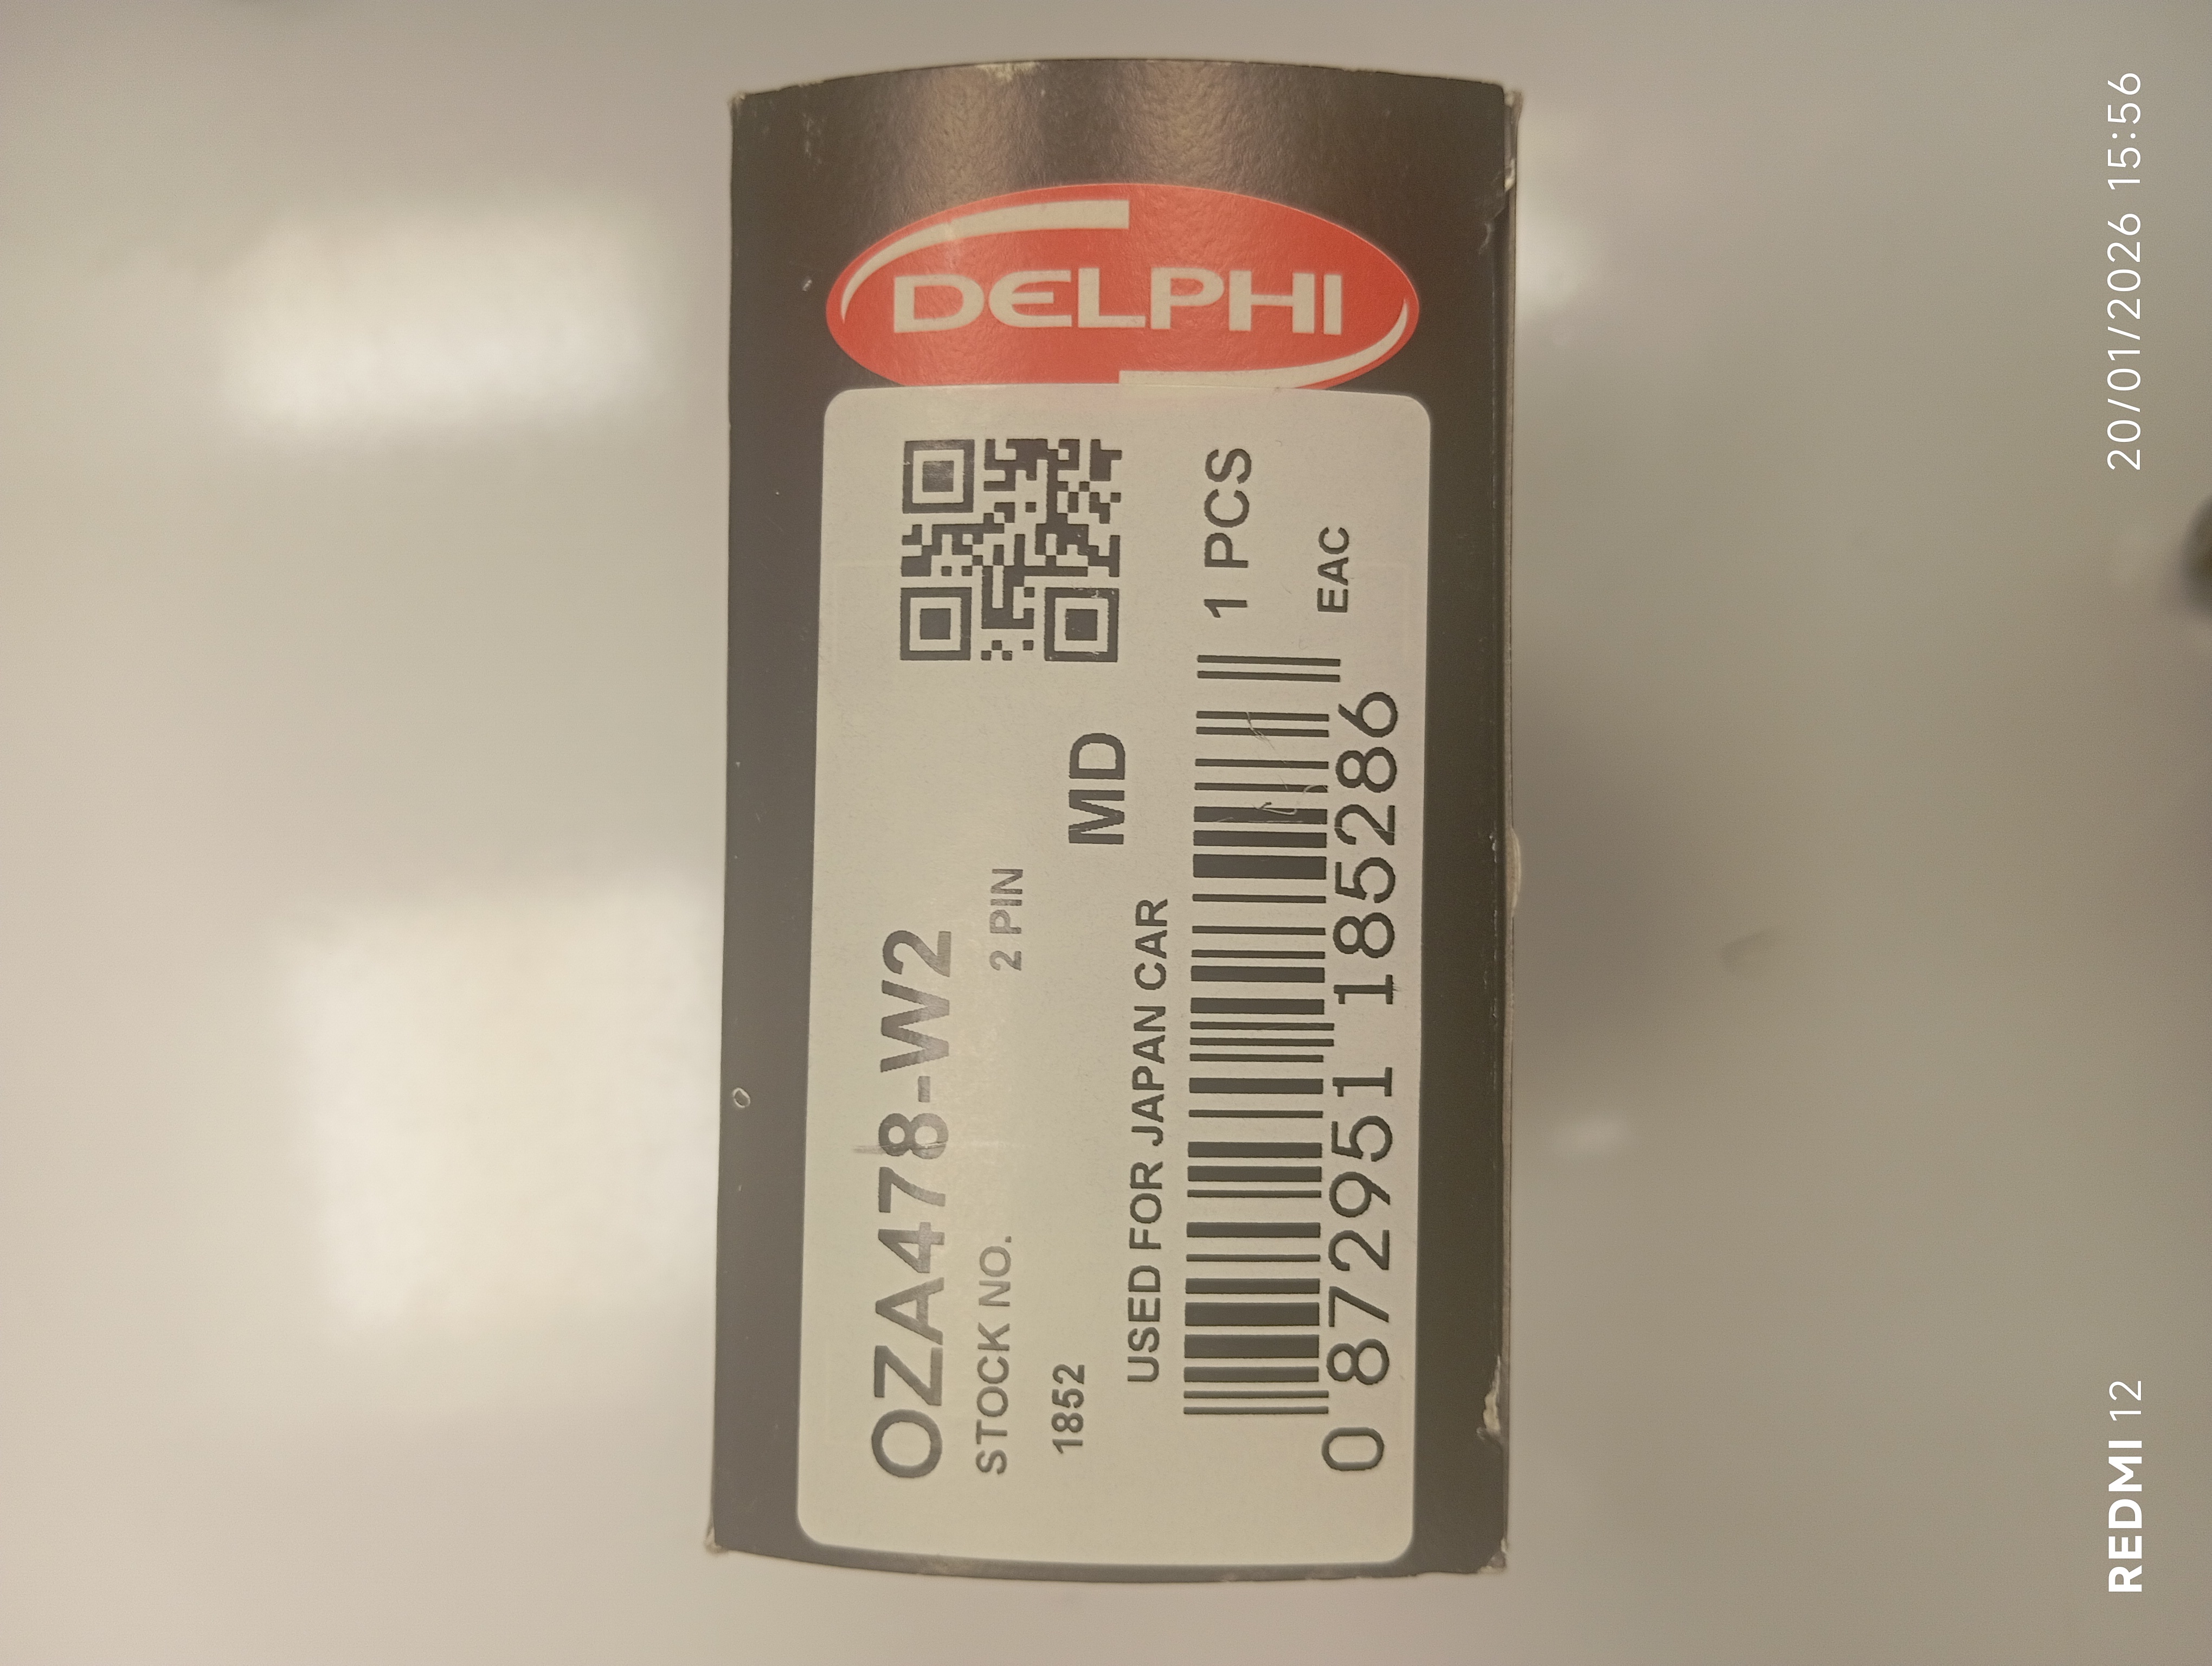 DELPHI
OZA478-W2
STOCK NO. 2 PIN
1852 MD
USED FOR JAPAN CAR
1 PCS
EAC
0 872951 185286
REDMI 12 20/01/2026 15:56